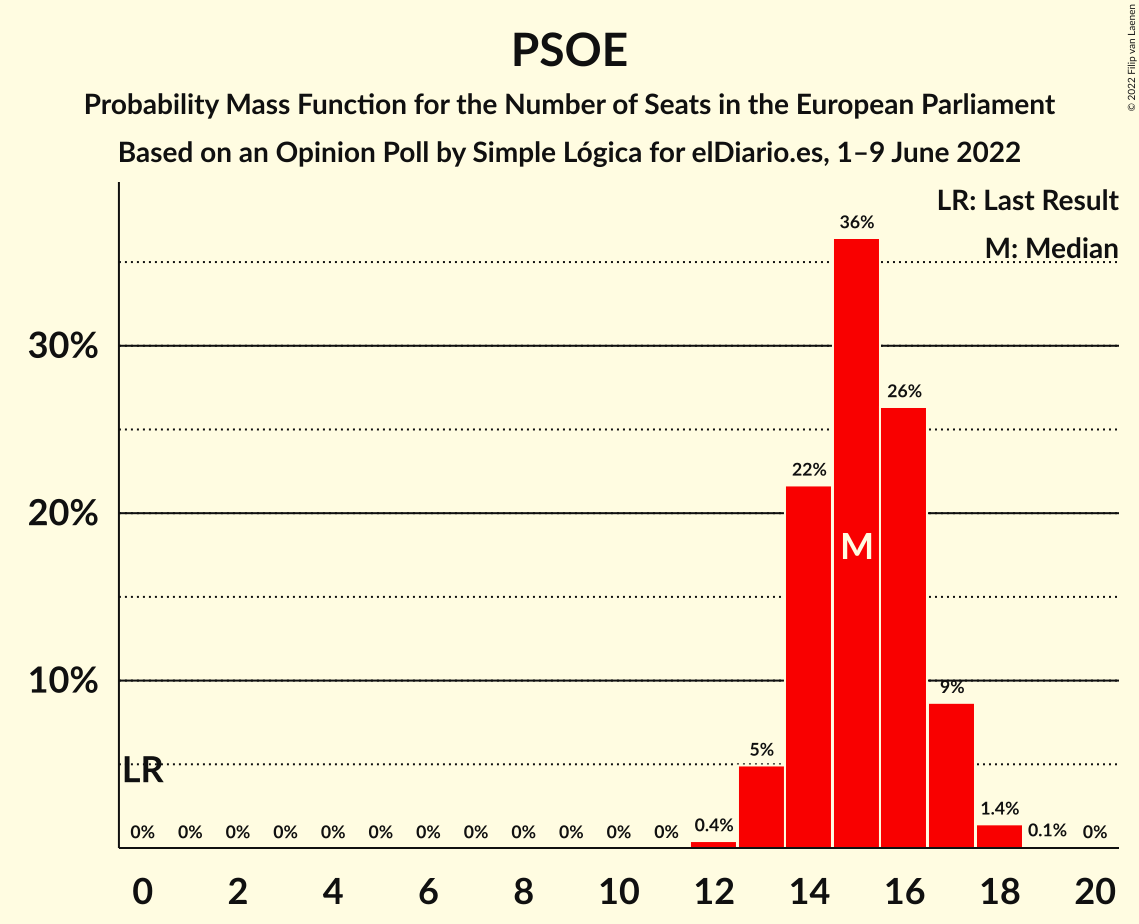 PSOE
Probability Mass Function for the Number of Seats in the European Parliament
Based on an Opinion Poll by Simple Lógica for elDiario.es, 1–9 June 2022
© 2022 Filip van Laenen
LR: Last Result
M: Median
36%
30%
26%
22%
20%
M
10%
9%
5%
LR
1.4%
0% 0% 0% 0% 0% 0% 0% 0% 0% 0% 0% 0% 0.4% 0.1% 0%
0 2 4 6 8 10 12 14 16 18 20